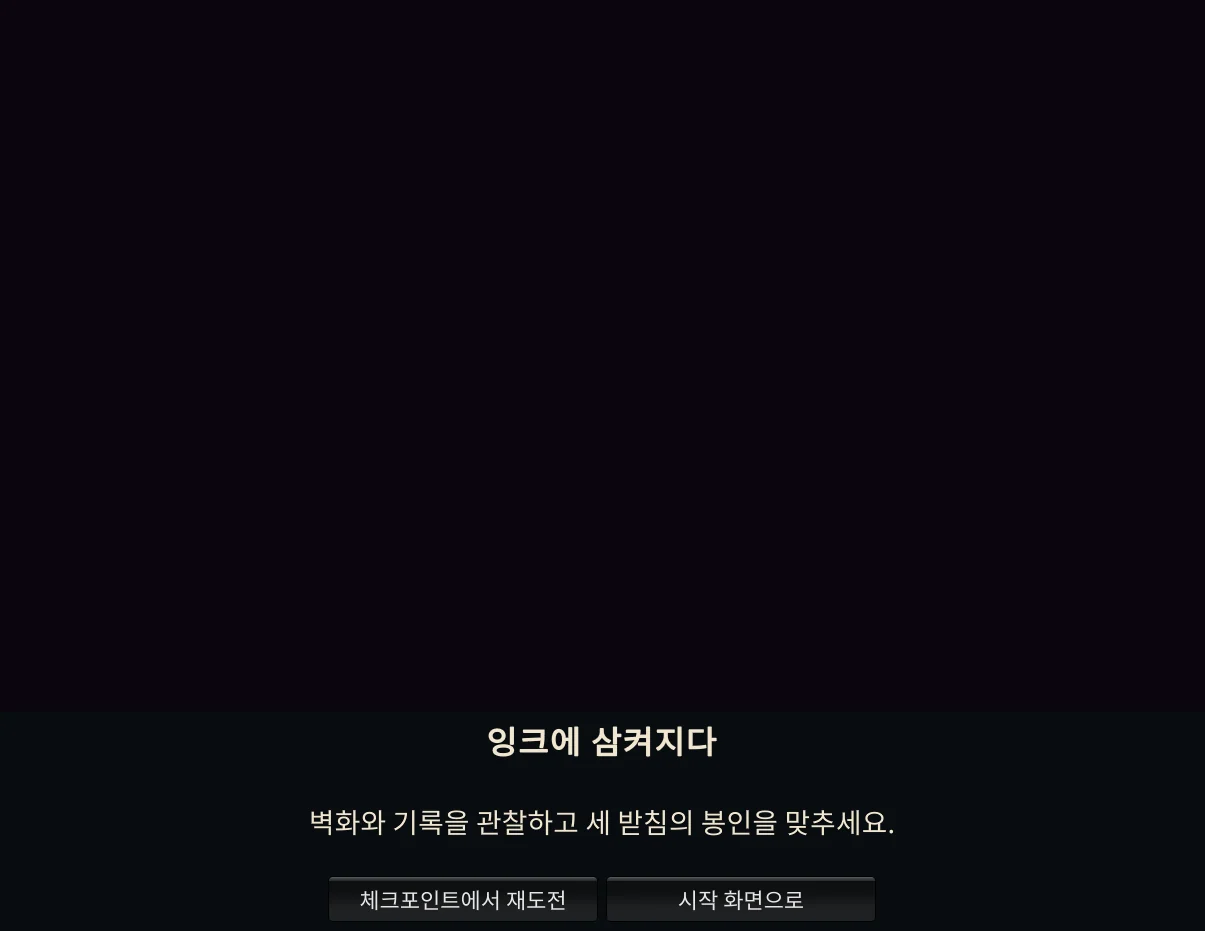 잉크에 삼켜지다
벽화와 기록을 관찰하고 세 받침의 봉인을 맞추세요.
체크포인트에서 재도전
시작 화면으로